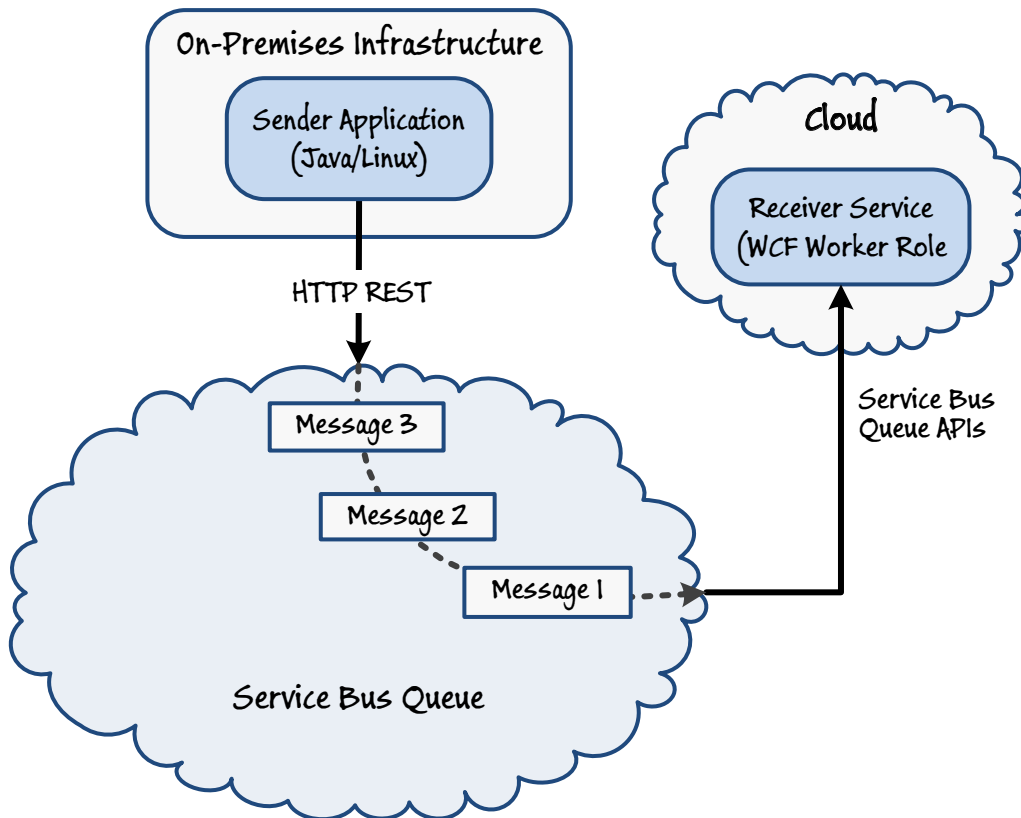 On-Premises Infrastructure
Sender Application
(Java/Linux)
HTTP REST
Cloud
Receiver Service
(WCF Worker Role
Service Bus
Queue APIs
Message 3
Message 2
Message 1
Service Bus Queue